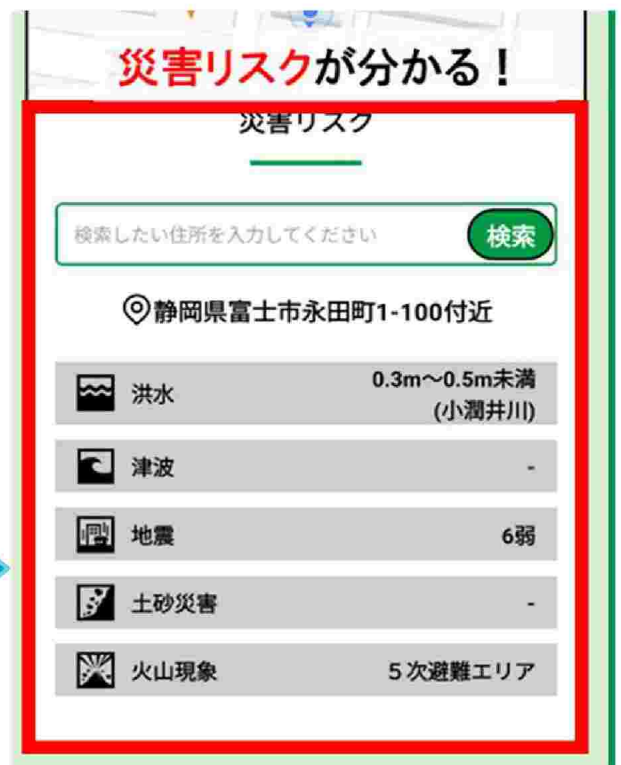 災害リスクが分かる!
災害リスク
検索したい住所を入力してください
検索
静岡県富士市永田町1-100付近
洪水
0.3m～0.5m未満
(小潤井川)
津波
-
地震
6弱
土砂災害
-
火山現象
5次避難エリア